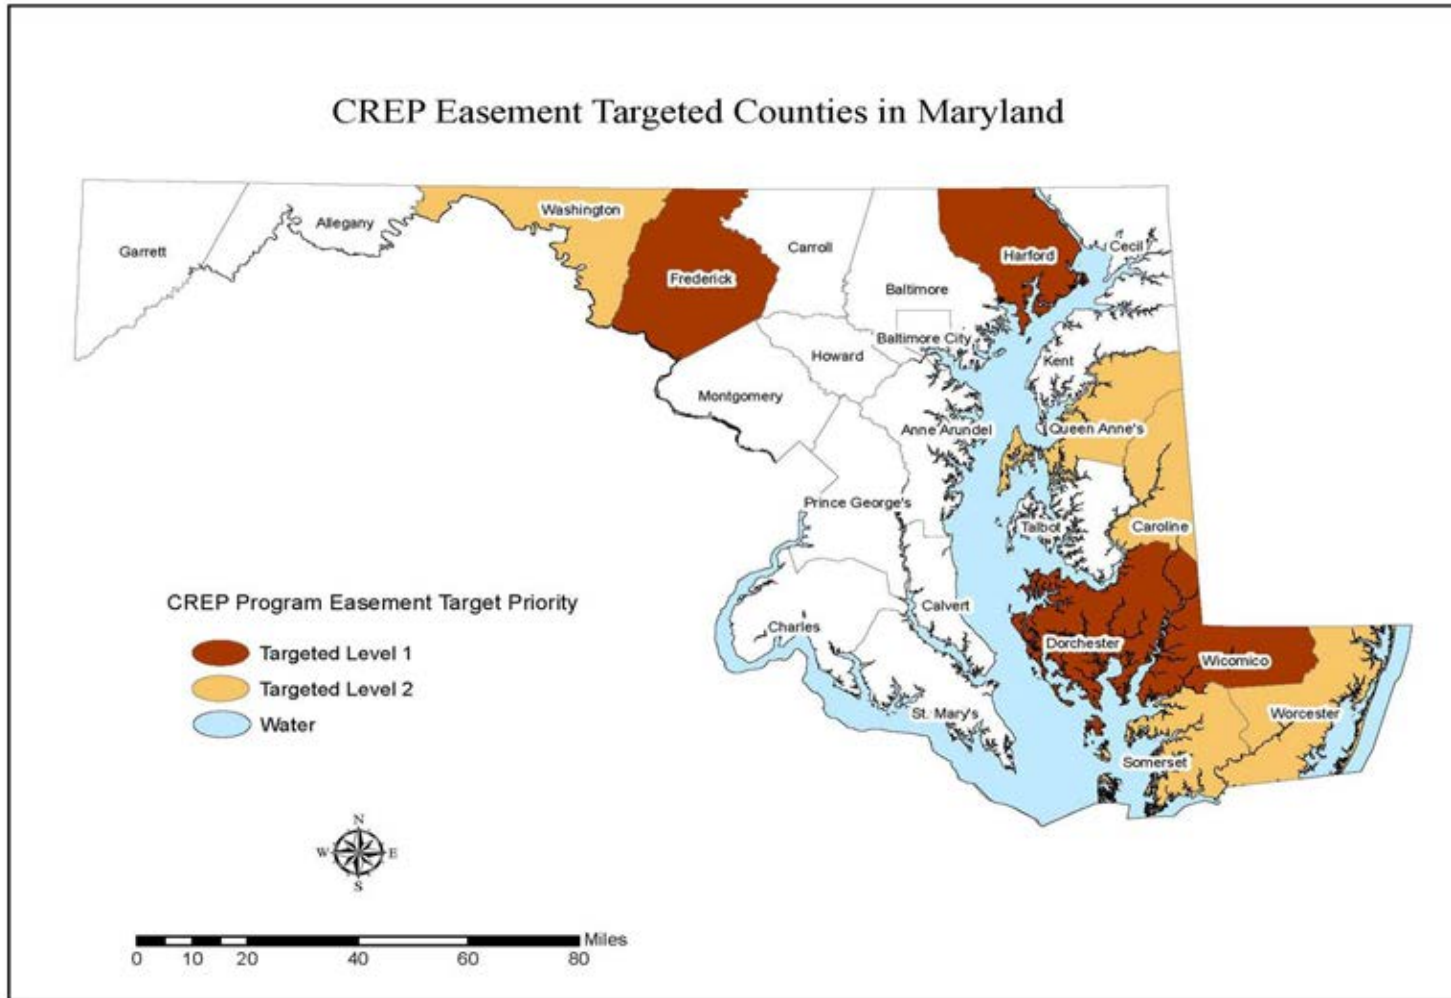 CREP Easement Targeted Counties in Maryland
Garrett
Allegany
Washington
Frederick
Carroll
Baltimore
Harford
Cecil
Baltimore City
Howard
Kent
Montgomery
Anne Arundel
Queen Anne's
Prince George's
Talbot
Caroline
Calvert
Charles
Dorchester
Wicomico
St. Mary's
Worcester
Somerset
CREP Program Easement Target Priority
Targeted Level 1
Targeted Level 2
Water
N
W E
S
Miles
0 10 20 40 60 80